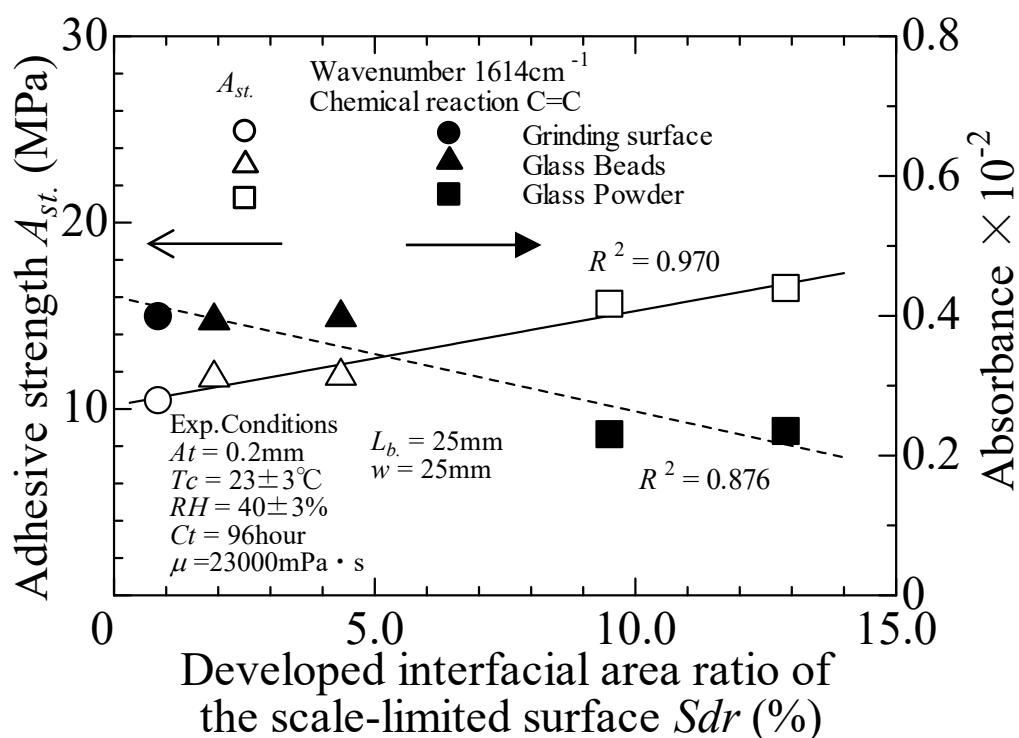 30
20
10
Adhesive strength A_st. (MPa)
A_st.
Wavenumber 1614cm⁻¹
Chemical reaction C=C
Grinding surface
Glass Beads
Glass Powder
R² = 0.970
R² = 0.876
Exp.Conditions
At = 0.2mm
Tc = 23±3℃
RH = 40±3%
Ct = 96hour
μ =23000mPa・s
L_b. = 25mm
w = 25mm
0.8
0.6
0.4
0.2
0
Absorbance ×10⁻²
0 5.0 10.0 15.0
Developed interfacial area ratio of
the scale-limited surface Sdr (%)